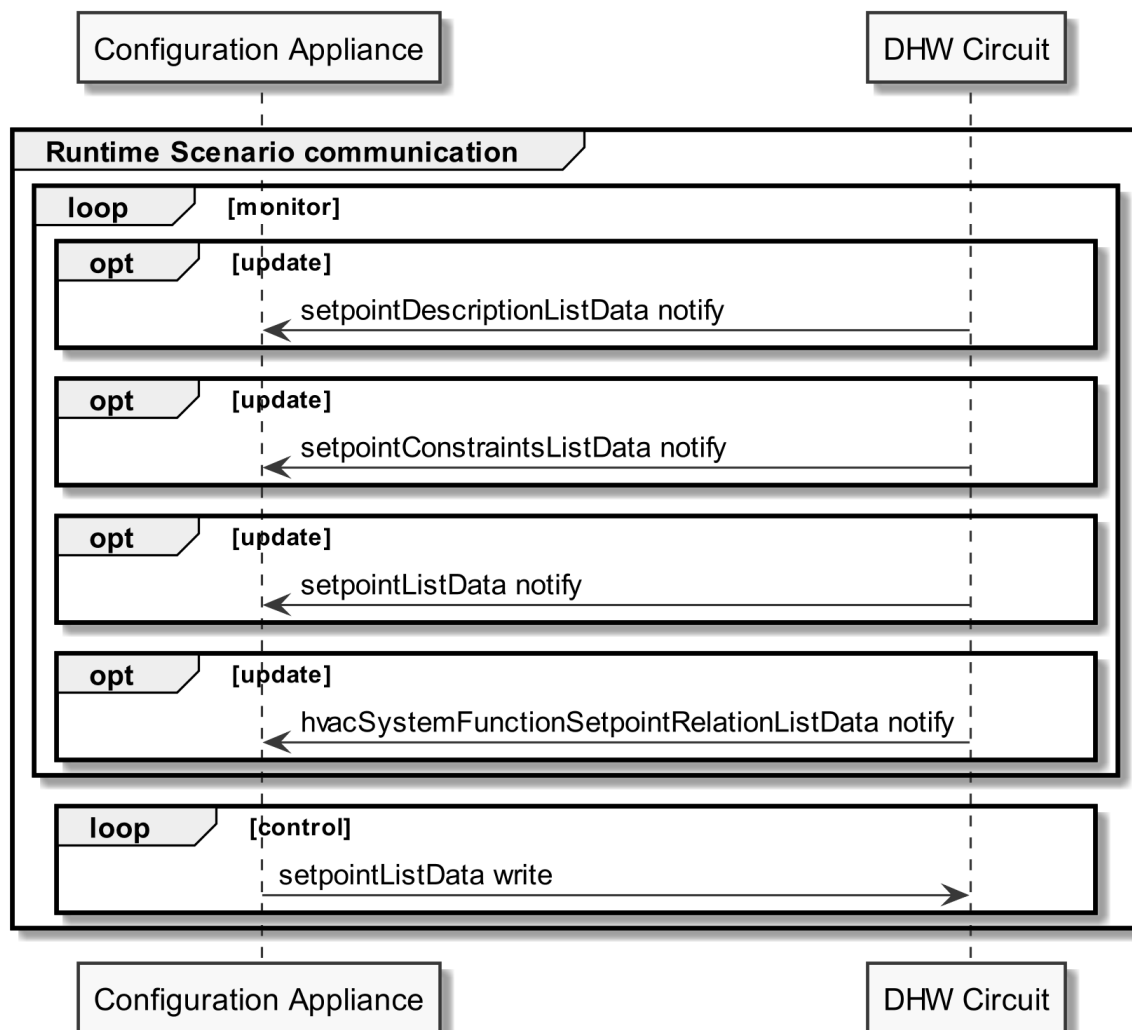 Configuration Appliance
DHW Circuit
Runtime Scenario communication
loop [monitor]
opt [update]
setpointDescriptionListData notify
opt [update]
setpointConstraintsListData notify
opt [update]
setpointListData notify
opt [update]
hvacSystemFunctionSetpointRelationListData notify
loop [control]
setpointListData write
Configuration Appliance
DHW Circuit